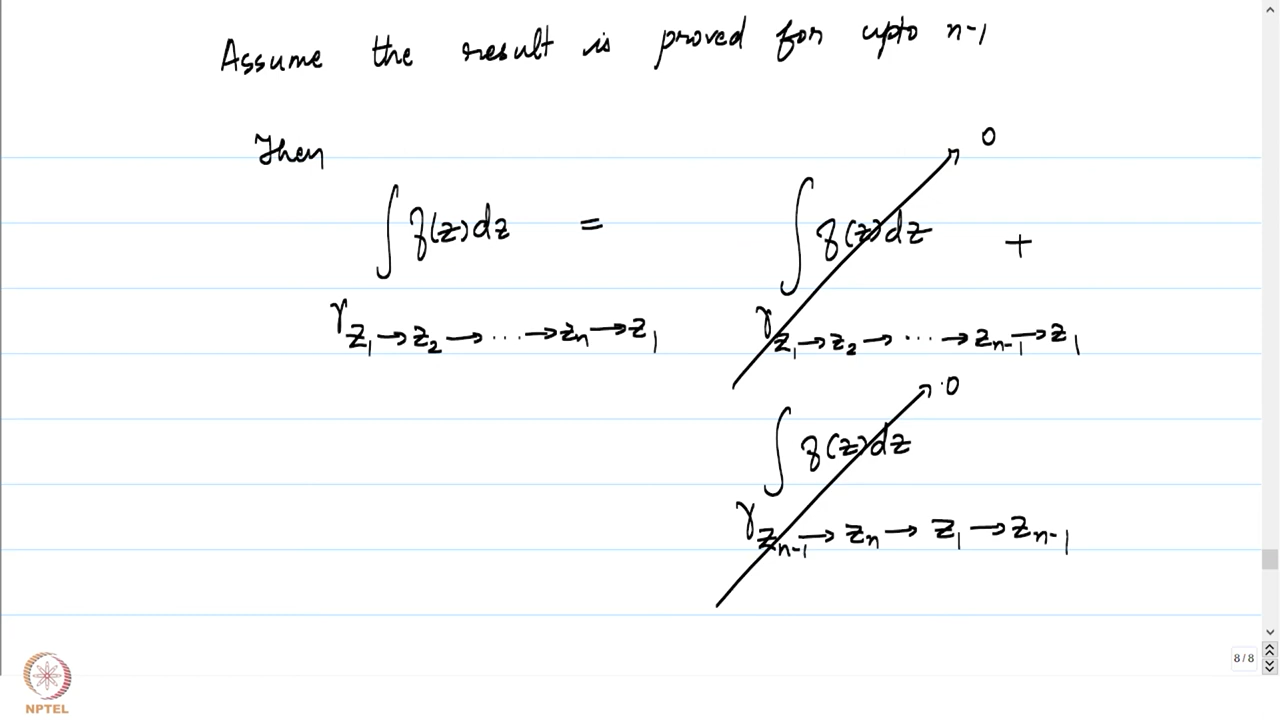 Assume the result is proved for upto n-1
Then
∫ f(z)dz = ∫ f(z)dz → 0 +
γ z₁→z₂→⋯→zₙ→z₁ γ z₁→z₂→⋯→zₙ₋₁→z₁
∫ f(z)dz → 0
γ zₙ₋₁→zₙ→z₁→zₙ₋₁
8/8
NPTEL